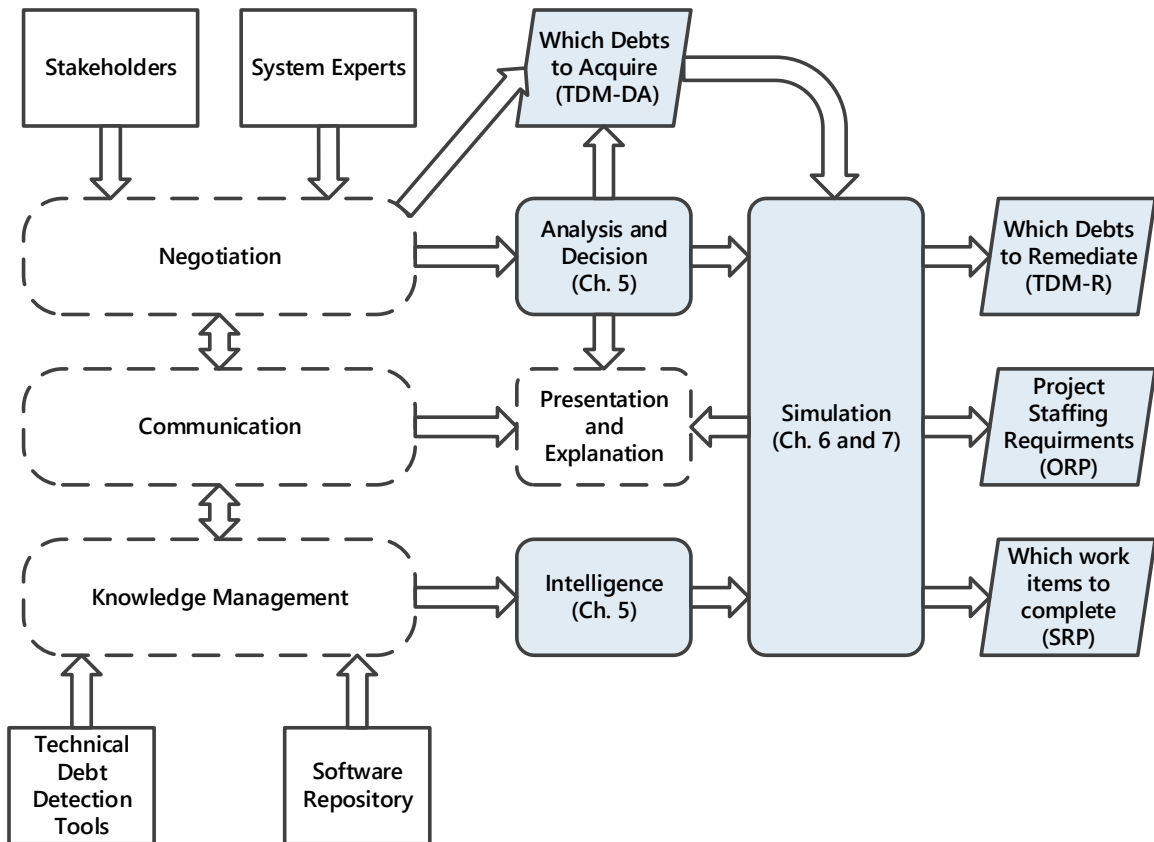 Stakeholders
System Experts
Which Debts
to Acquire
(TDM-DA)
Negotiation
Analysis and
Decision
(Ch. 5)
Which Debts
to Remediate
(TDM-R)
Communication
Presentation
and
Explanation
Simulation
(Ch. 6 and 7)
Project
Staffing
Requirments
(ORP)
Knowledge Management
Intelligence
(Ch. 5)
Which work
items to
complete
(SRP)
Technical
Debt
Detection
Tools
Software
Repository